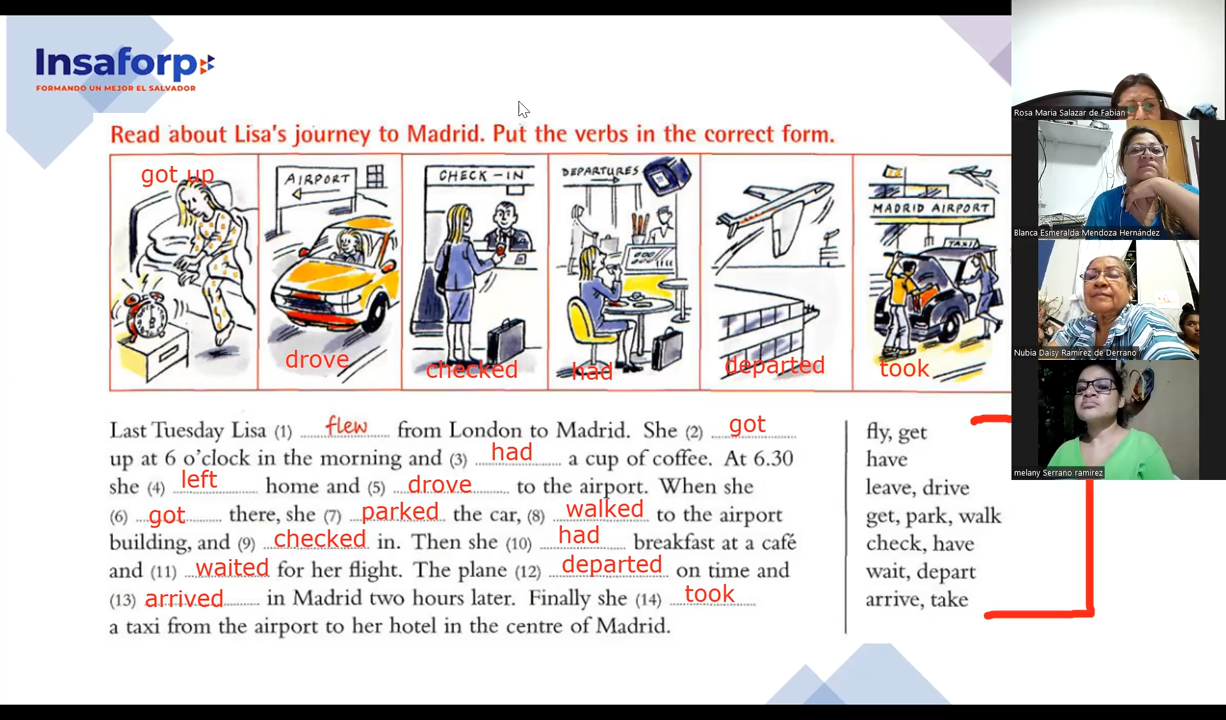 Insaforp
FORMANDO UN MEJOR EL SALVADOR
Read about Lisa's journey to Madrid. Put the verbs in the correct form.
got up
AIRPORT
CHECK-IN
DEPARTURES
MADRID AIRPORT
TAXI
drove
checked
had
departed
took
Last Tuesday Lisa (1) flew from London to Madrid. She (2) got
up at 6 o'clock in the morning and (3) had a cup of coffee. At 6.30
she (4) left home and (5) drove to the airport. When she
(6) got there, she (7) parked the car, (8) walked to the airport
building, and (9) checked in. Then she (10) had breakfast at a café
and (11) waited for her flight. The plane (12) departed on time and
(13) arrived in Madrid two hours later. Finally she (14) took
a taxi from the airport to her hotel in the centre of Madrid.
fly, get
have
leave, drive
get, park, walk
check, have
wait, depart
arrive, take
Rosa Maria Salazar de Fabian
Blanca Esmeralda Mendoza Hernández
Nubia Daisy Ramirez de Derrano
melany Serrano ramirez